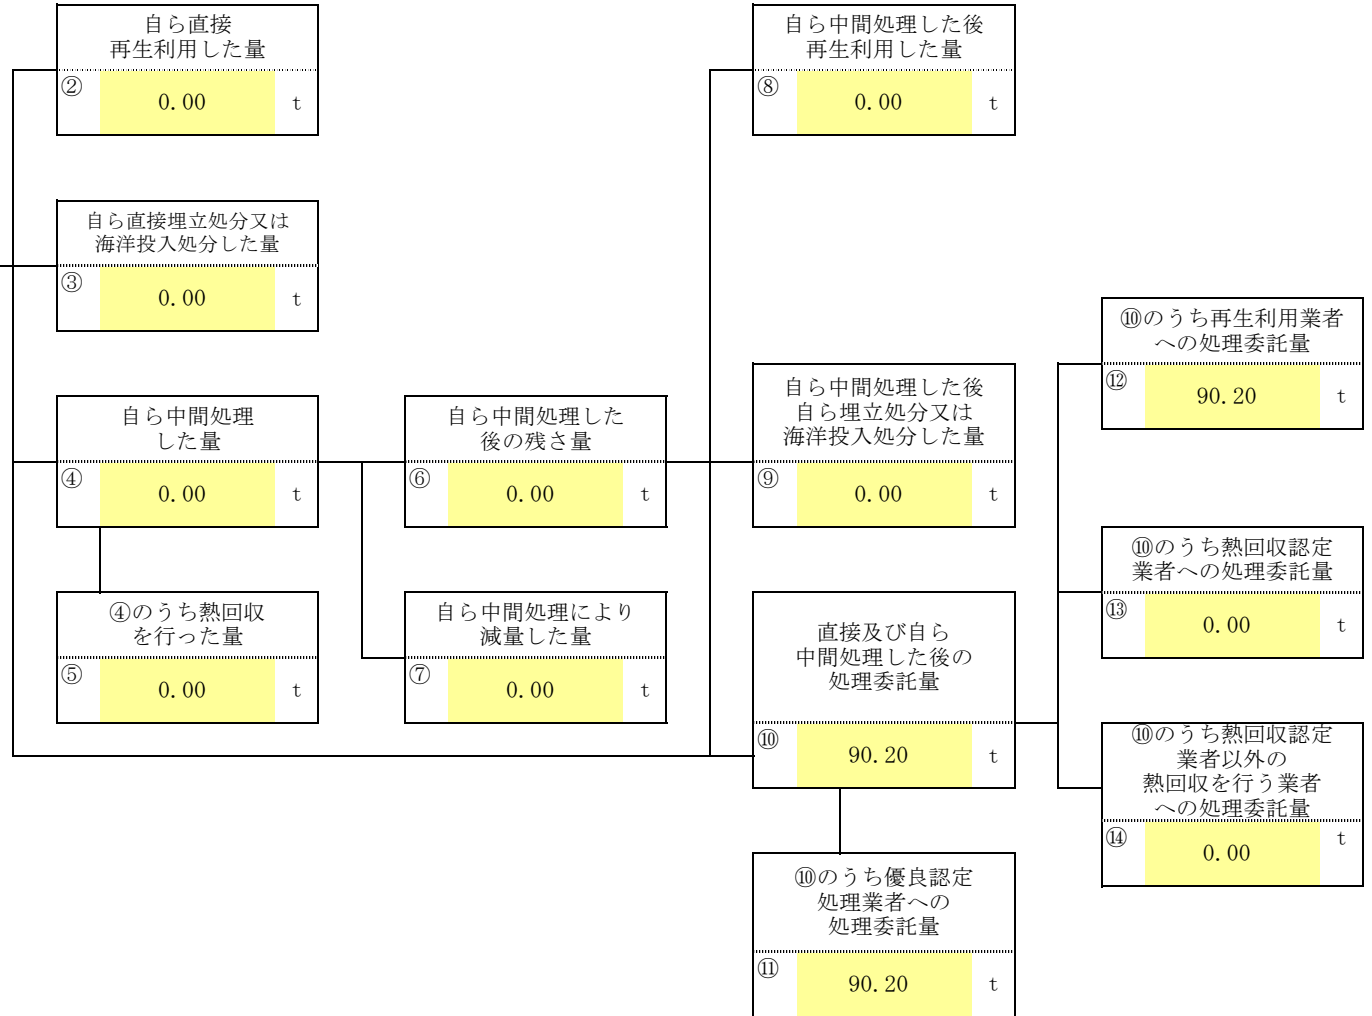 自ら直接
再生利用した量
②
0.00
t
自ら中間処理した後
再生利用した量
⑧
0.00
t
自ら直接埋立処分又は
海洋投入処分した量
③
0.00
t
⑩のうち再生利用業者
への処理委託量
⑫
90.20
t
自ら中間処理
した量
④
0.00
t
自ら中間処理した
後の残さ量
⑥
0.00
t
自ら中間処理した後
自ら埋立処分又は
海洋投入処分した量
⑨
0.00
t
⑩のうち熱回収認定
業者への処理委託量
⑬
0.00
t
④のうち熱回収
を行った量
⑤
0.00
t
自ら中間処理により
減量した量
⑦
0.00
t
直接及び自ら
中間処理した後の
処理委託量
⑩
90.20
t
⑩のうち熱回収認定
業者以外の
熱回収を行う業者
への処理委託量
⑭
0.00
t
⑩のうち優良認定
処理業者への
処理委託量
⑪
90.20
t